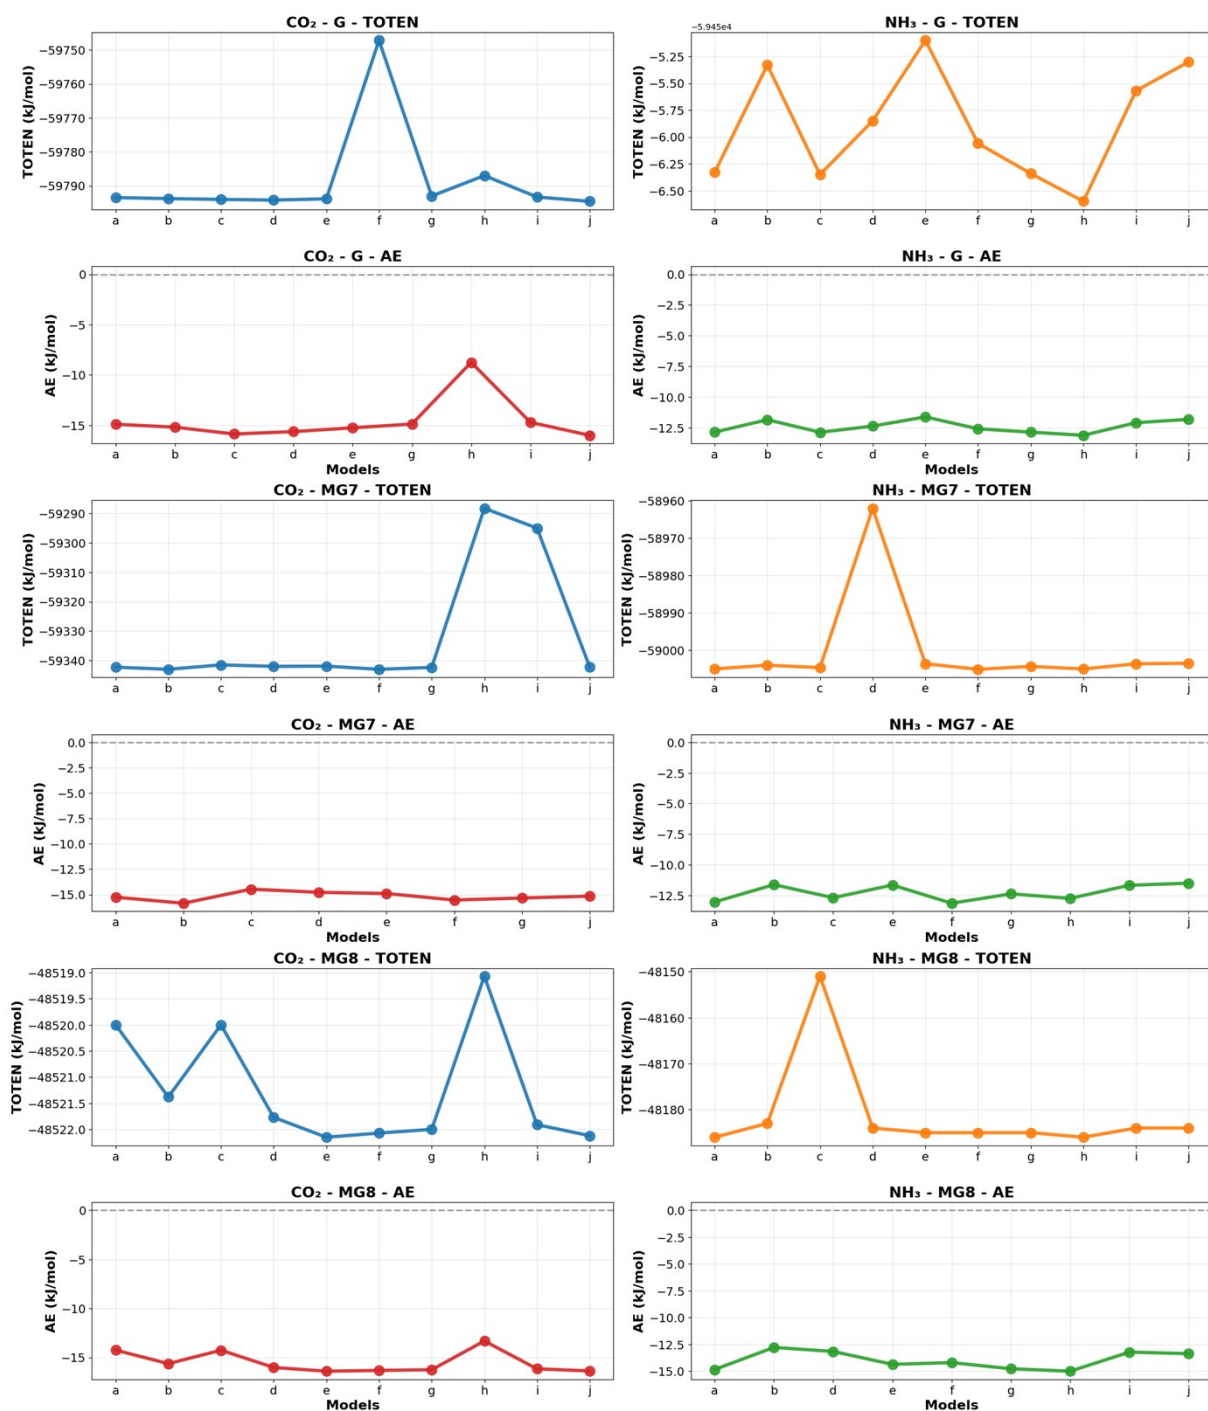 CO₂ - G - TOTEN
TOTEN (kJ/mol)
−59750
−59760
−59770
−59780
−59790
a b c d e f g h i j
NH₃ - G - TOTEN
−5.945e4
TOTEN (kJ/mol)
−5.25
−5.50
−5.75
−6.00
−6.25
−6.50
a b c d e f g h i j
CO₂ - G - AE
AE (kJ/mol)
0
−5
−10
−15
a b c d e g h i j
Models
NH₃ - G - AE
AE (kJ/mol)
0.0
−2.5
−5.0
−7.5
−10.0
−12.5
a b c d e f g h i j
Models
CO₂ - MG7 - TOTEN
TOTEN (kJ/mol)
−59290
−59300
−59310
−59320
−59330
−59340
a b c d e f g h i j
NH₃ - MG7 - TOTEN
TOTEN (kJ/mol)
−58960
−58970
−58980
−58990
−59000
a b c d e f g h i j
CO₂ - MG7 - AE
AE (kJ/mol)
0.0
−2.5
−5.0
−7.5
−10.0
−12.5
−15.0
a b c d e f g j
Models
NH₃ - MG7 - AE
AE (kJ/mol)
0.0
−2.5
−5.0
−7.5
−10.0
−12.5
a b c e f g h i j
Models
CO₂ - MG8 - TOTEN
TOTEN (kJ/mol)
−48519.0
−48519.5
−48520.0
−48520.5
−48521.0
−48521.5
−48522.0
a b c d e f g h i j
NH₃ - MG8 - TOTEN
TOTEN (kJ/mol)
−48150
−48160
−48170
−48180
a b c d e f g h i j
CO₂ - MG8 - AE
AE (kJ/mol)
0
−5
−10
−15
a b c d e f g h i j
NH₃ - MG8 - AE
AE (kJ/mol)
0.0
−2.5
−5.0
−7.5
−10.0
−12.5
−15.0
a b d e f g h i j